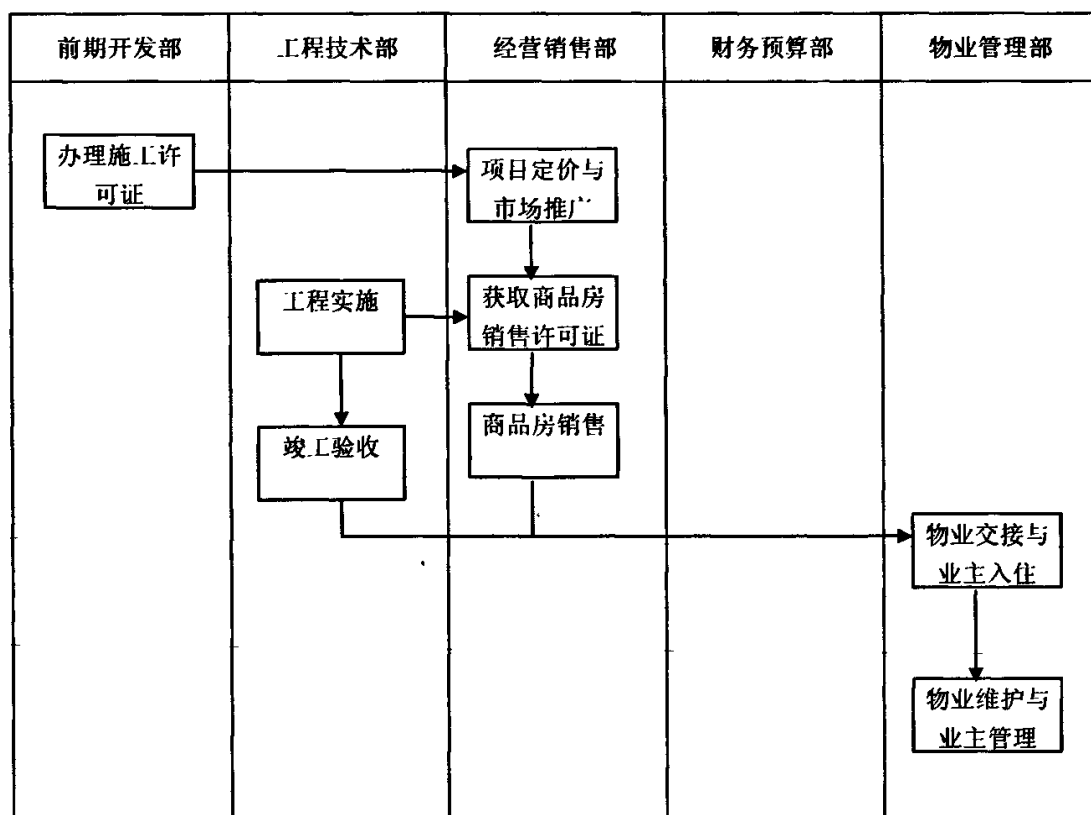 前期开发部
工程技术部
经营销售部
财务预算部
物业管理部
办理施工许
可证
项目定价与
市场推广
工程实施
获取商品房
销售许可证
竣工验收
商品房销售
物业交接与
业主入住
物业维护与
业主管理